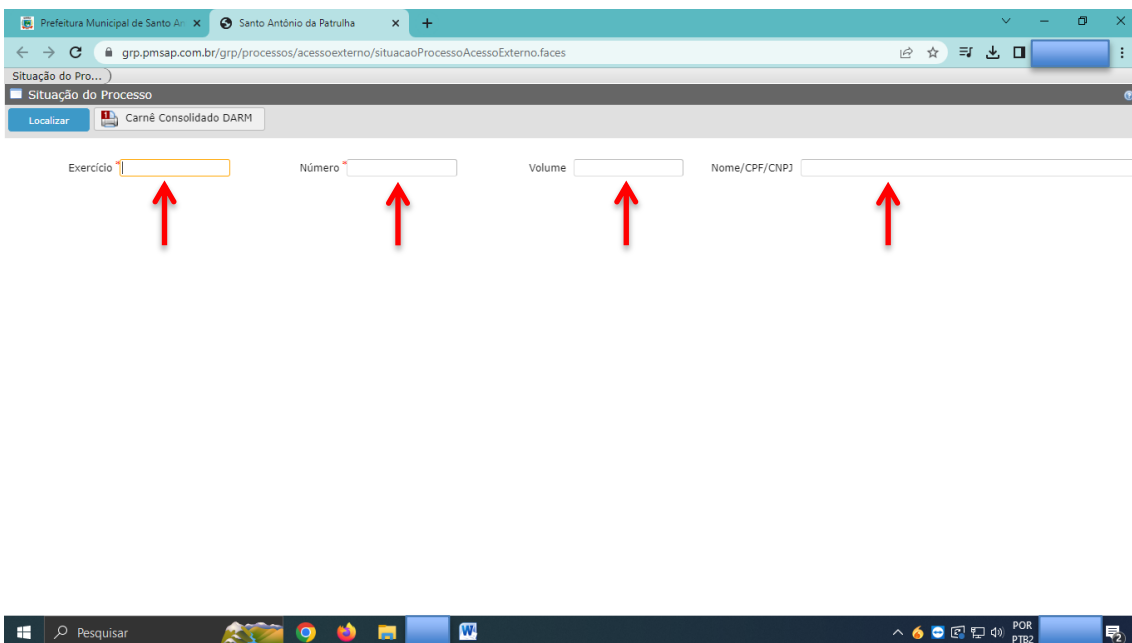 Prefeitura Municipal de Santo An
Santo Antônio da Patrulha
grp.pmsap.com.br/grp/processos/acessoexterno/situacaoProcessoAcessoExterno.faces
Situação do Pro...
Situação do Processo
Localizar
Carnê Consolidado DARM
Exercício * Número * Volume Nome/CPF/CNPJ
Pesquisar
POR
PTB2
2